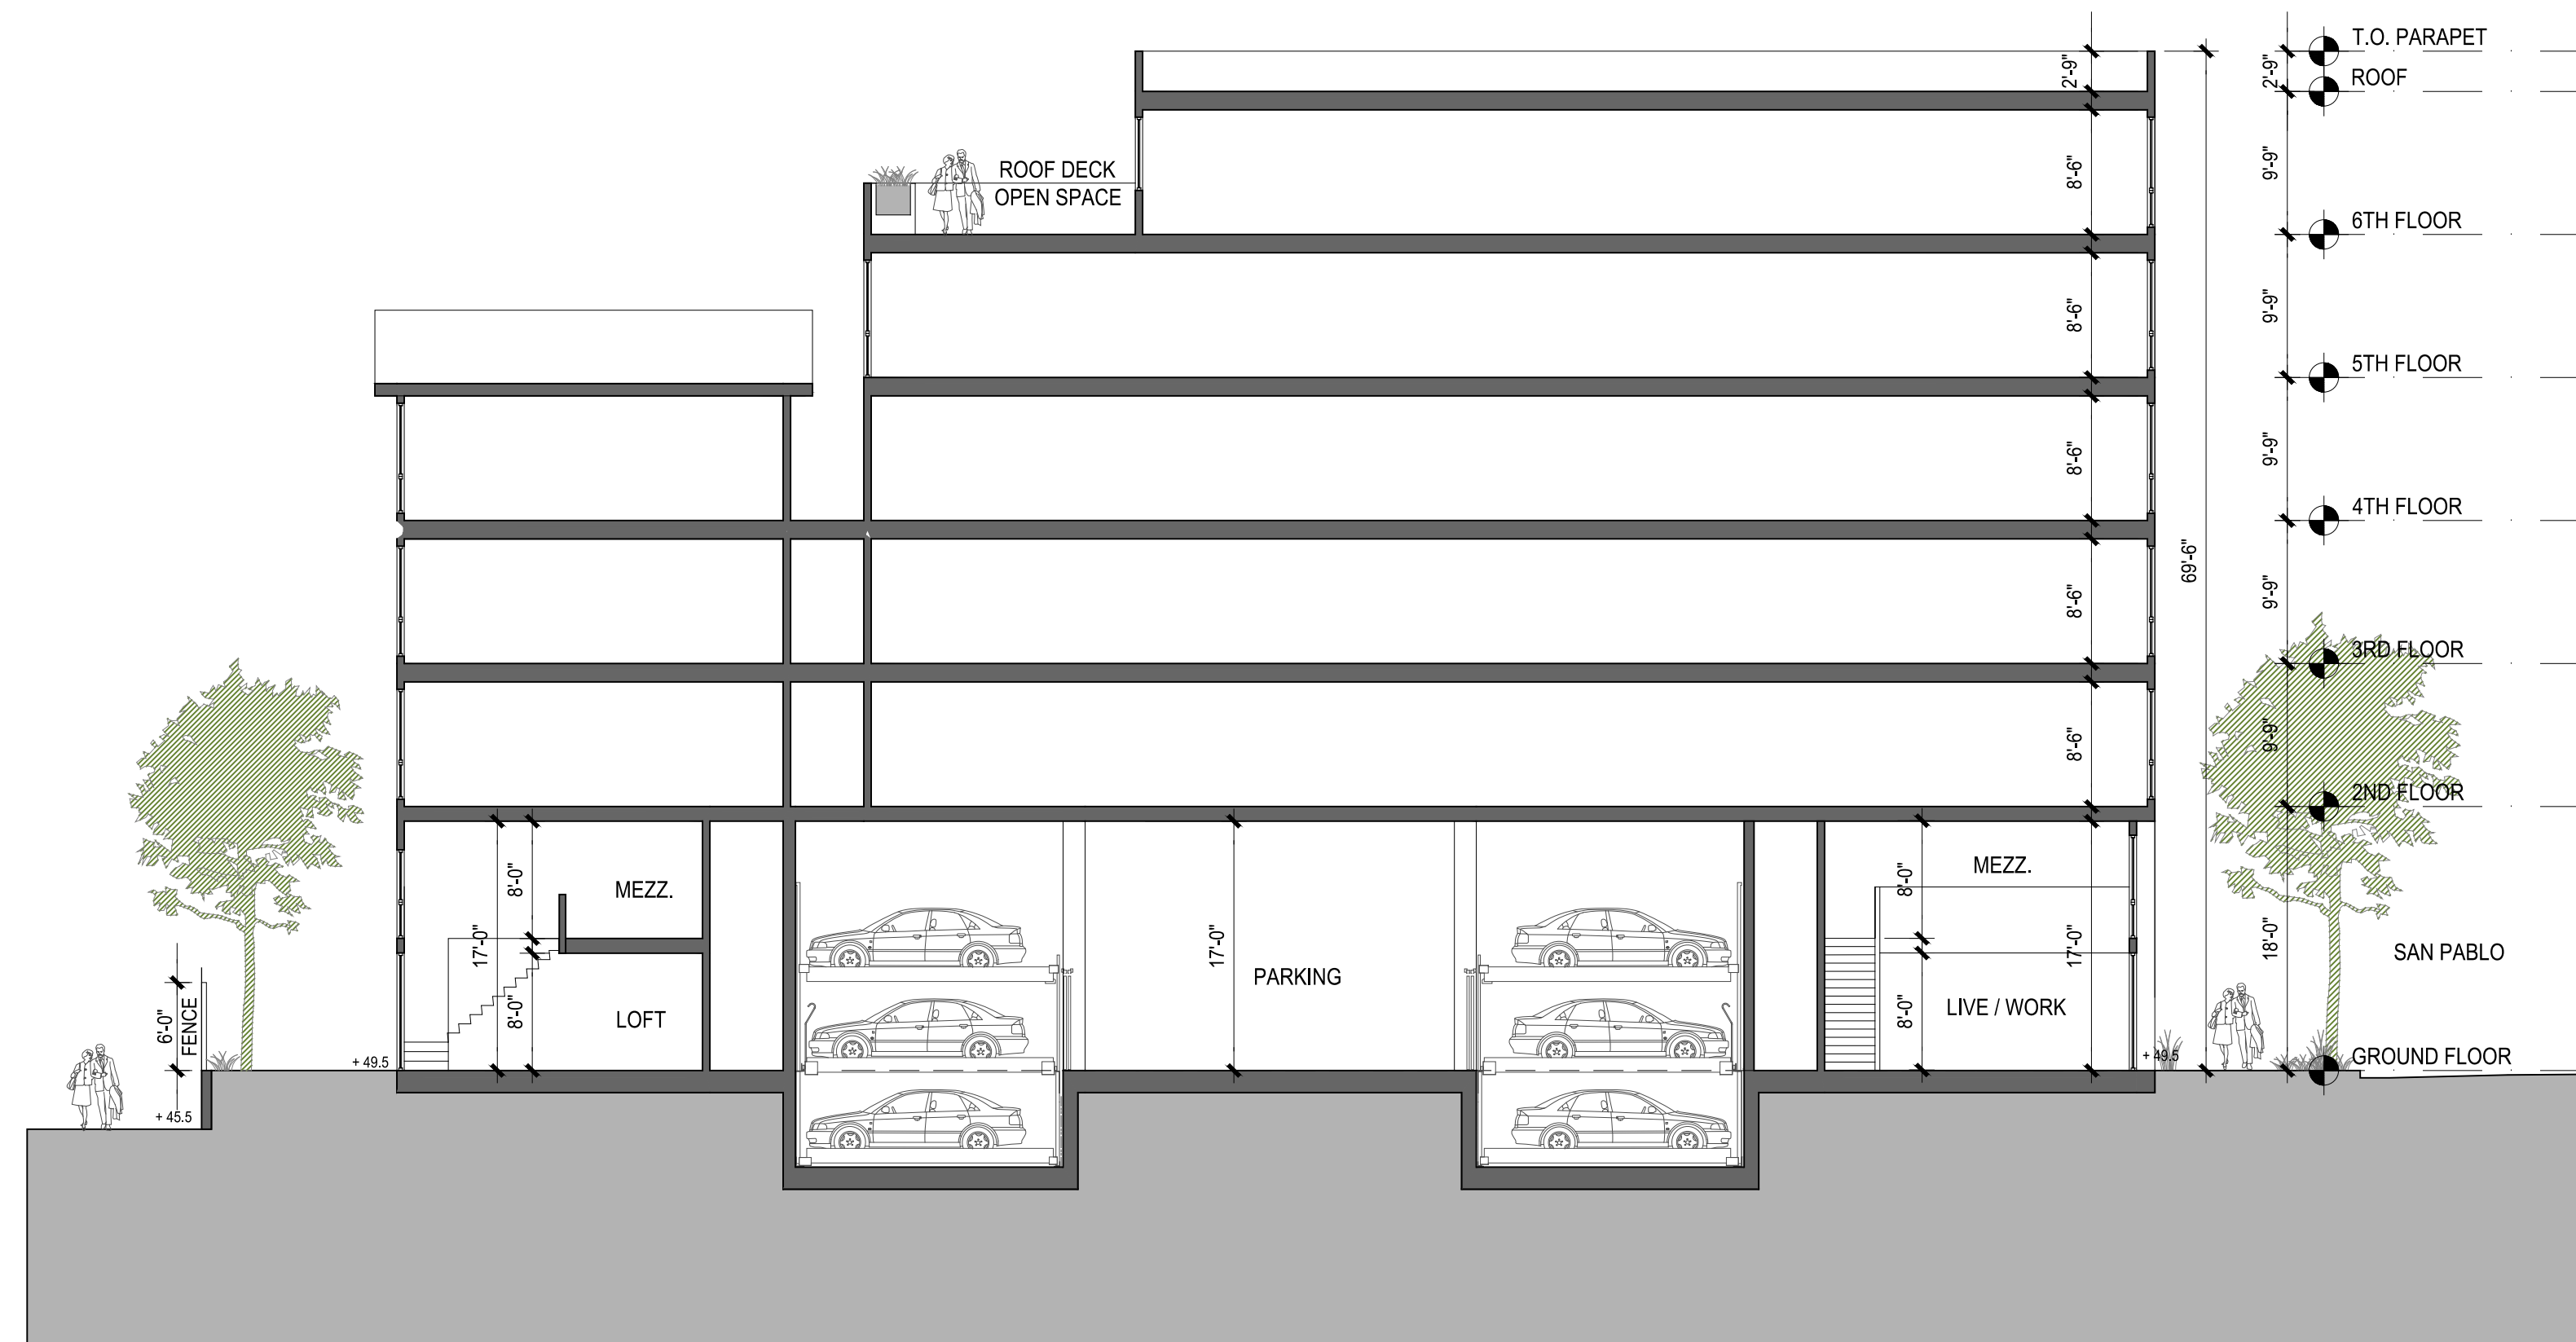 T.O. PARAPET
2'-9"
2'-9"
ROOF
ROOF DECK
OPEN SPACE
8'-6"
9'-9"
6TH FLOOR
8'-6"
9'-9"
5TH FLOOR
8'-6"
9'-9"
4TH FLOOR
69'-6"
8'-6"
9'-9"
3RD FLOOR
8'-6"
9'-9"
2ND FLOOR
8'-0"
MEZZ.
8'-0"
MEZZ.
17'-0"
17'-0"
PARKING
17'-0"
18'-0"
SAN PABLO
6'-0"
FENCE
8'-0"
LOFT
8'-0"
LIVE / WORK
+ 49.5
+ 49.5
GROUND FLOOR
+ 45.5